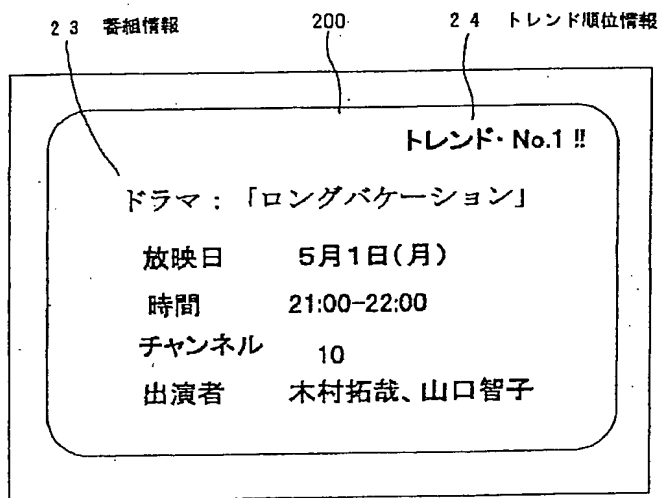 23 番組情報 200 24 トレンド順位情報
トレンド・No.1 !!
ドラマ：「ロングバケーション」
放映日 5月1日(月)
時間 21:00-22:00
チャンネル 10
出演者 木村拓哉、山口智子